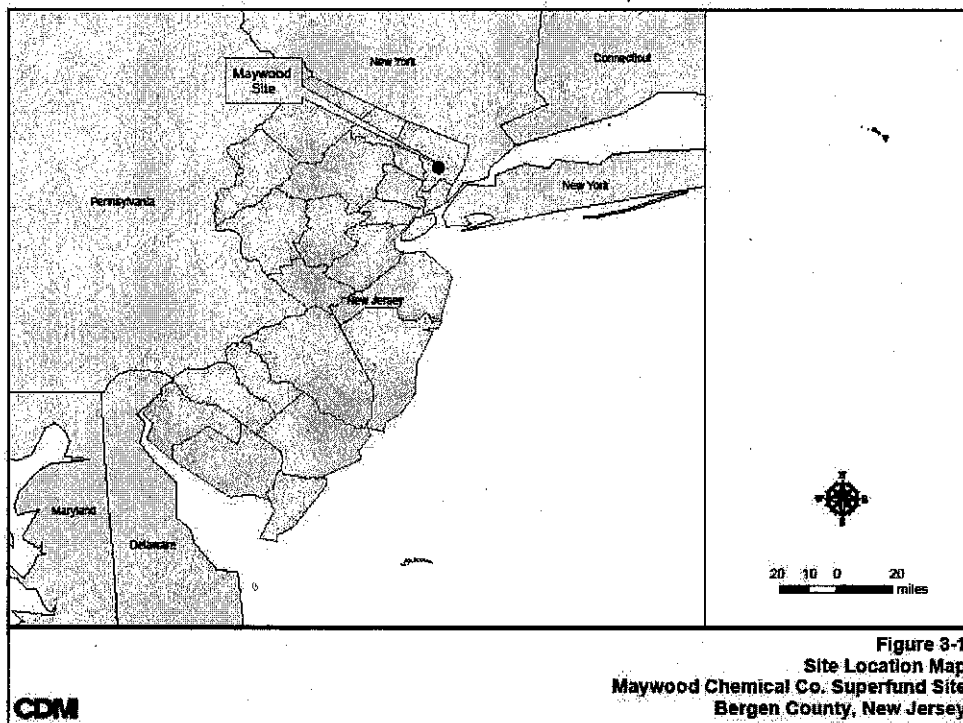 New York
Connecticut
Maywood
Site
New York
Pennsylvania
New Jersey
Maryland
Delaware
N
W E
S
20 10 0 20
miles
Figure 3-1
Site Location Map
Maywood Chemical Co. Superfund Site
Bergen County, New Jersey
CDM